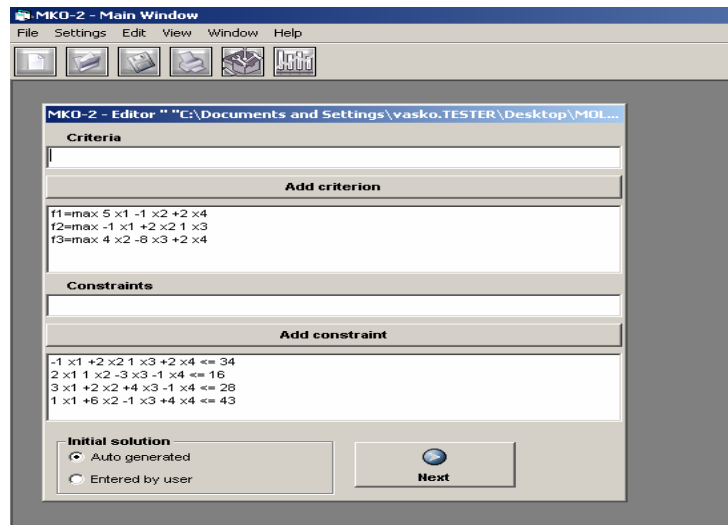 MKO-2 - Main Window
File Settings Edit View Window Help
MKO-2 - Editor " "C:\Documents and Settings\vasko.TESTER\Desktop\MOL...
Criteria
Add criterion
f1=max 5 x1 -1 x2 +2 x4
f2=max -1 x1 +2 x2 1 x3
f3=max 4 x2 -8 x3 +2 x4
Constraints
Add constraint
-1 x1 +2 x2 1 x3 +2 x4 <= 34
2 x1 1 x2 -3 x3 -1 x4 <= 16
3 x1 +2 x2 +4 x3 -1 x4 <= 28
1 x1 +6 x2 -1 x3 +4 x4 <= 43
Initial solution
Auto generated
Entered by user
Next